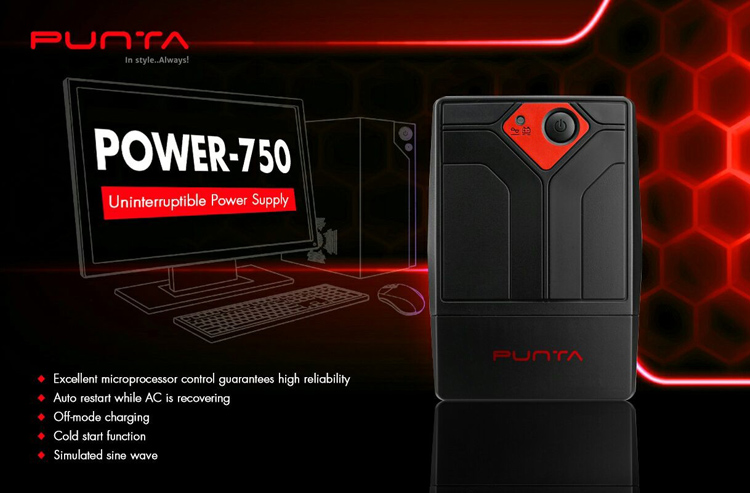 PUNTA
In style..Always!
POWER-750
Uninterruptible Power Supply
PUNTA
Excellent microprocessor control guarantees high reliability
Auto restart while AC is recovering
Off-mode charging
Cold start function
Simulated sine wave